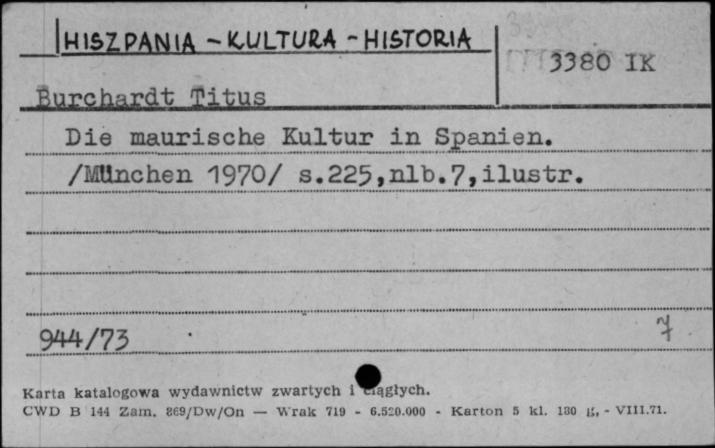 HISZPANIA - KULTURA - HISTORIA
3380 IK
Burchardt Titus
Die maurische Kultur in Spanien.
/München 1970/ s.225,nlb.7,ilustr.
944/73
7
Karta katalogowa wydawnictw zwartych i ciągłych.
CWD B 144 Zam. 869/Dw/On — Wrak 719 - 6.520.000 - Karton 5 kl. 180 g, - VIII.71.